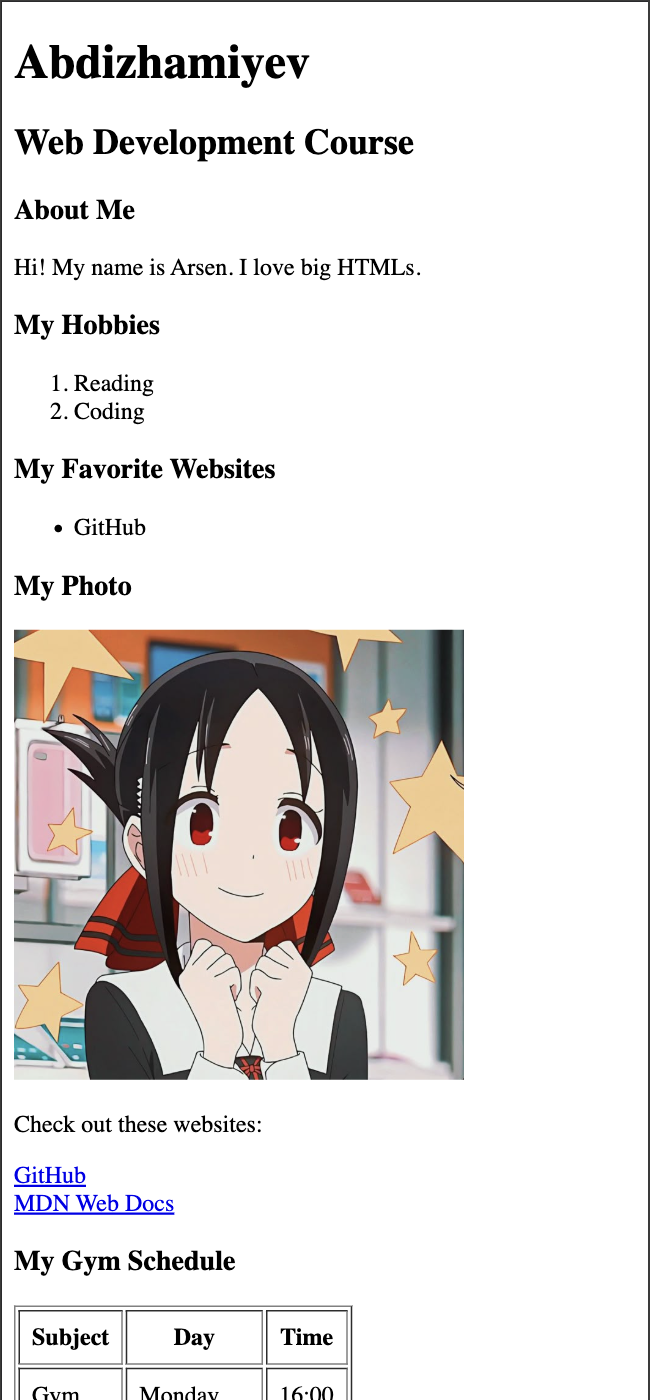 Abdizhamiyev
Web Development Course
About Me
Hi! My name is Arsen. I love big HTMLs.
My Hobbies
1. Reading
2. Coding
My Favorite Websites
• GitHub
My Photo
Check out these websites:
GitHub
MDN Web Docs
My Gym Schedule
Subject Day Time
Gym Monday 16:00